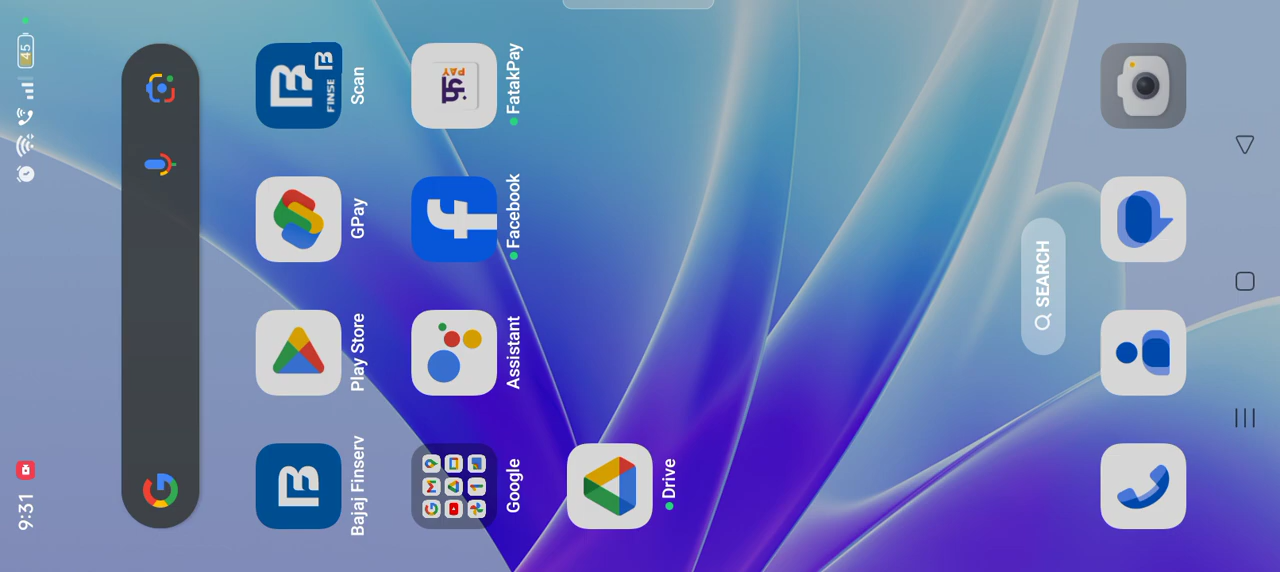 9:31
45
Bajaj Finserv
Play Store
GPay
B
FINSE
Scan
Google
Assistant
Facebook
PAY
FatakPay
Drive
SEARCH